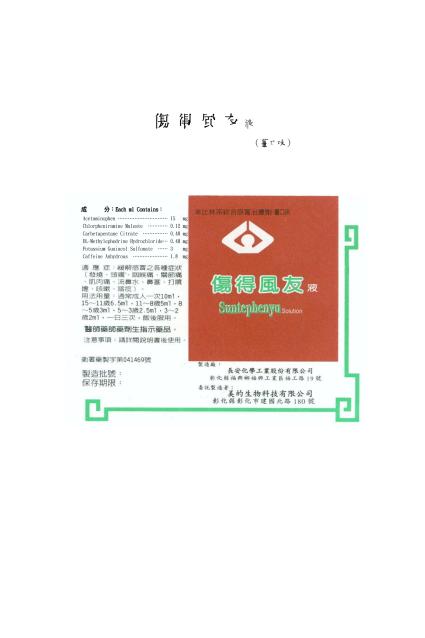 傷得風友液
（薑ㄇ味）
成 分：Each ml Contains：
Acetaminophen ---------------------- 15 mg
Chlorpheniramine Maleate --------- 0.12 mg
Carbetapentane Citrate ----------- 0.48 mg
DL-Methylephedrine Hydrochloride-- 0.48 mg
Potassium Guaiacol Sulfonate ---- 3 mg
Caffeine Anhydrous -------------- 1.8 mg
適 應 症：緩解感冒之各種症狀
（發燒、頭痛、咽喉痛、關節痛
、肌肉痛、流鼻水、鼻塞、打噴
嚏、咳嗽、喀痰）。
用法用量：通常成人一次10ml，
15～11歲6.5ml，11～8歲5ml，8
～5歲3ml，5～3歲2.5ml，3～2
歲2ml。一日三次，飯後服用。
醫師藥師藥劑生指示藥品。
注意事項：請詳閱說明書後使用。
衛署藥製字第041469號
製造批號：
保存期限：
傷得風友液
Suntephenyu Solution
製造廠：
長安化學工業股份有限公司
彰化縣福興鄉福興工業區福工路19號
委託製造者：
美的生物科技有限公司
彰化縣彰化市建國北路180號